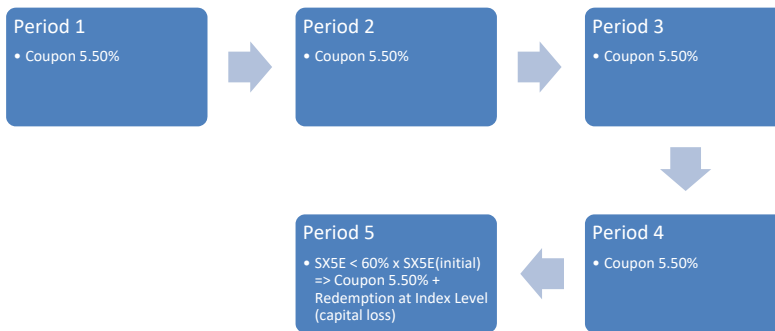 Period 1
• Coupon 5.50%
Period 2
• Coupon 5.50%
Period 3
• Coupon 5.50%
Period 4
• Coupon 5.50%
Period 5
• SX5E < 60% x SX5E(initial)
=> Coupon 5.50% +
Redemption at Index Level
(capital loss)